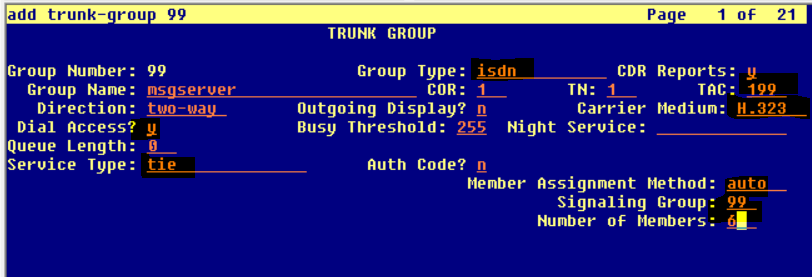 add trunk-group 99 Page 1 of 21
TRUNK GROUP
Group Number: 99 Group Type: isdn CDR Reports: y
Group Name: msgserver COR: 1 TN: 1 TAC: 199
Direction: two-way Outgoing Display? n Carrier Medium: H.323
Dial Access? y Busy Threshold: 255 Night Service:
Queue Length: 0
Service Type: tie Auth Code? n
Member Assignment Method: auto
Signaling Group: 99
Number of Members: 6